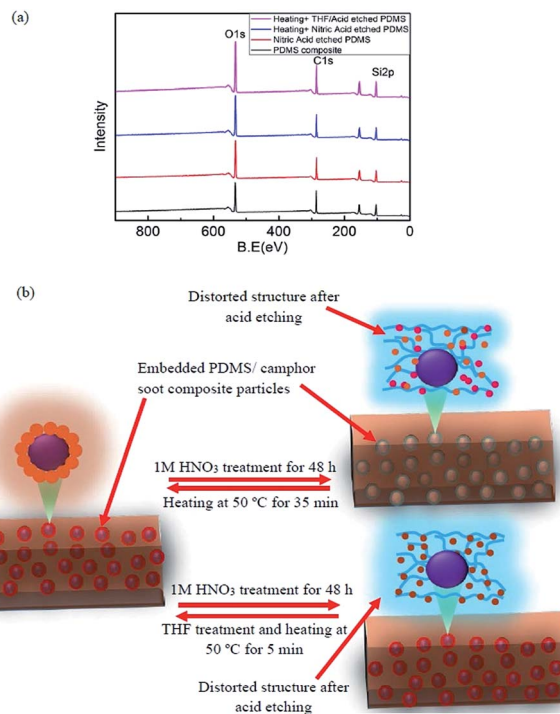 (a)
Heating+ THF/Acid etched PDMS
Heating+ Nitric Acid etched PDMS
Nitric Acid etched PDMS
PDMS composite
O1s
C1s
Si2p
Intensity
800 600 400 200 0
B.E(eV)
(b)
Distorted structure after
acid etching
Embedded PDMS/ camphor
soot composite particles
1M HNO₃ treatment for 48 h
Heating at 50 ºC for 35 min
1M HNO₃ treatment for 48 h
THF treatment and heating at
50 ºC for 5 min
Distorted structure after
acid etching